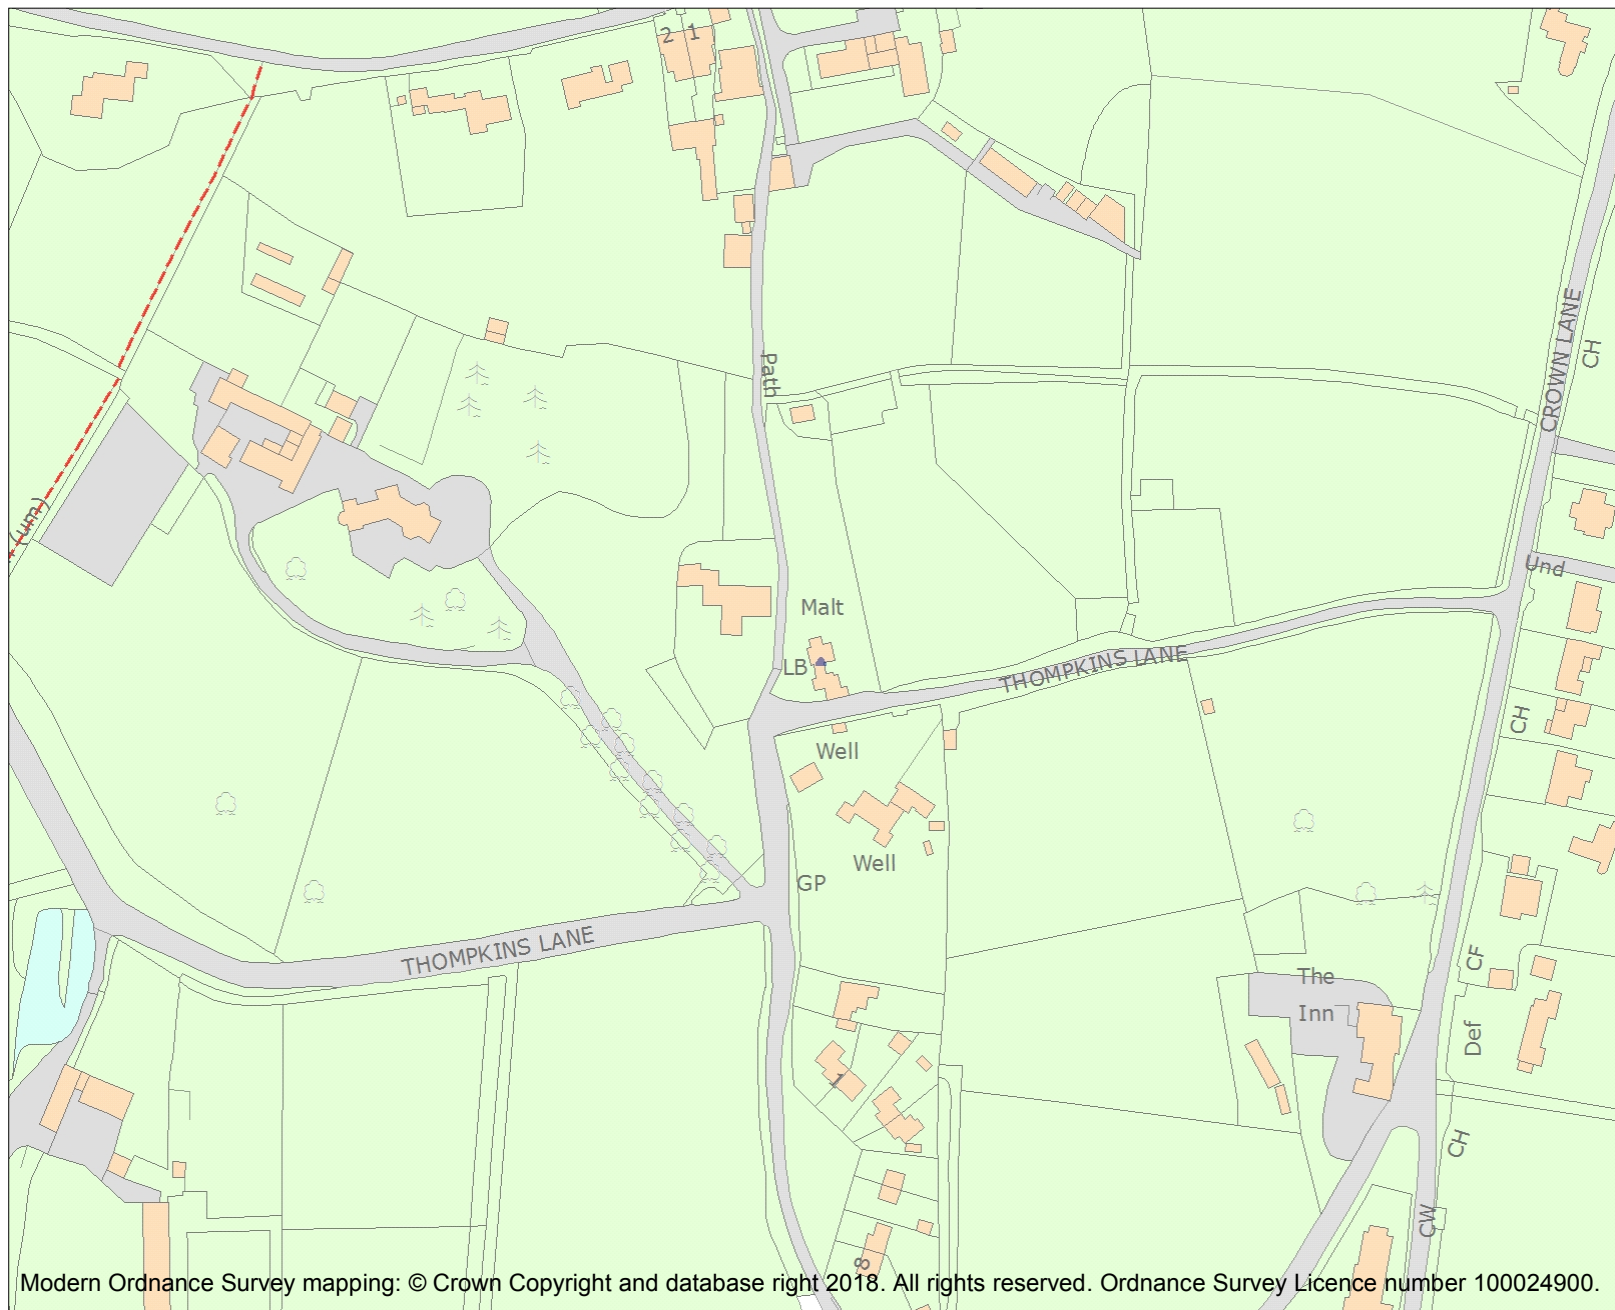 2 1
Path
CROWN LANE
CH
(um)
Und
Malt
LB
THOMPKINS LANE
CH
Well
Well
GP
THOMPKINS LANE
CF
The
Inn
Def
1
CH
CW
8
Modern Ordnance Survey mapping: © Crown Copyright and database right 2018. All rights reserved. Ordnance Survey Licence number 100024900.